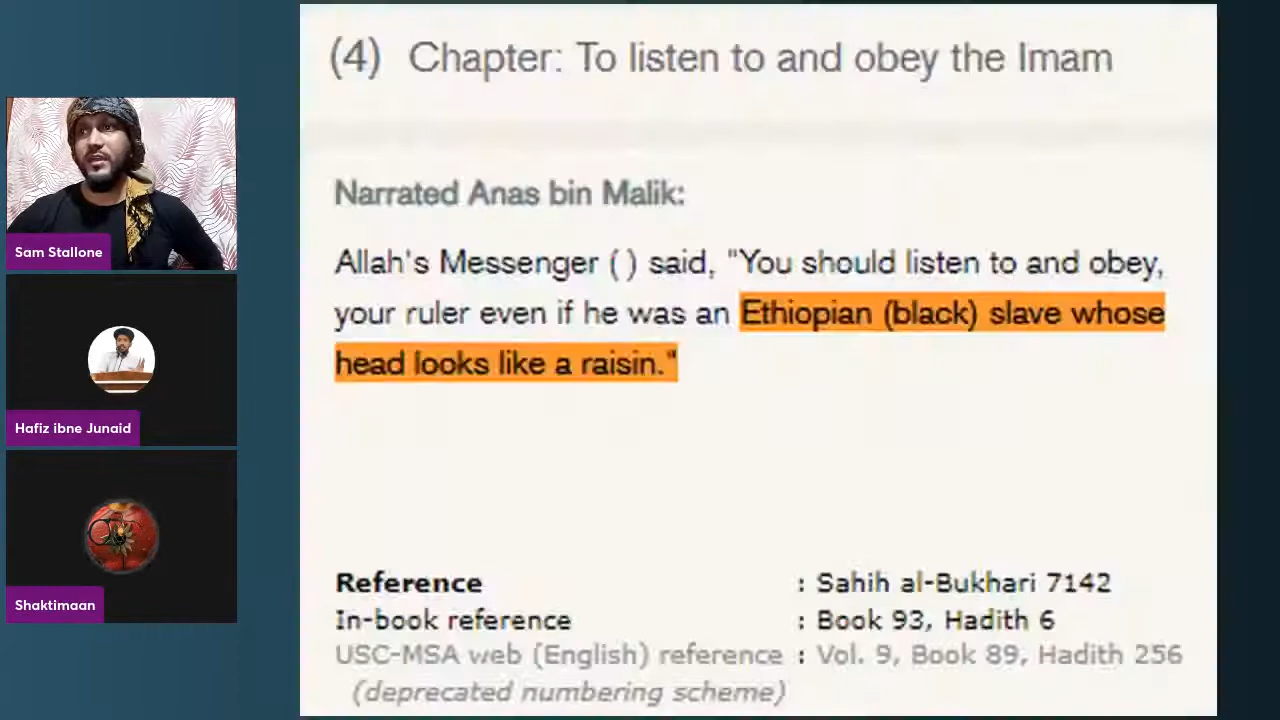 (4) Chapter: To listen to and obey the Imam
Narrated Anas bin Malik:
Allah's Messenger ( ) said, "You should listen to and obey,
your ruler even if he was an Ethiopian (black) slave whose
head looks like a raisin."
Reference : Sahih al-Bukhari 7142
In-book reference : Book 93, Hadith 6
USC-MSA web (English) reference : Vol. 9, Book 89, Hadith 256
(deprecated numbering scheme)
Sam Stallone
Hafiz ibne Junaid
Shaktimaan